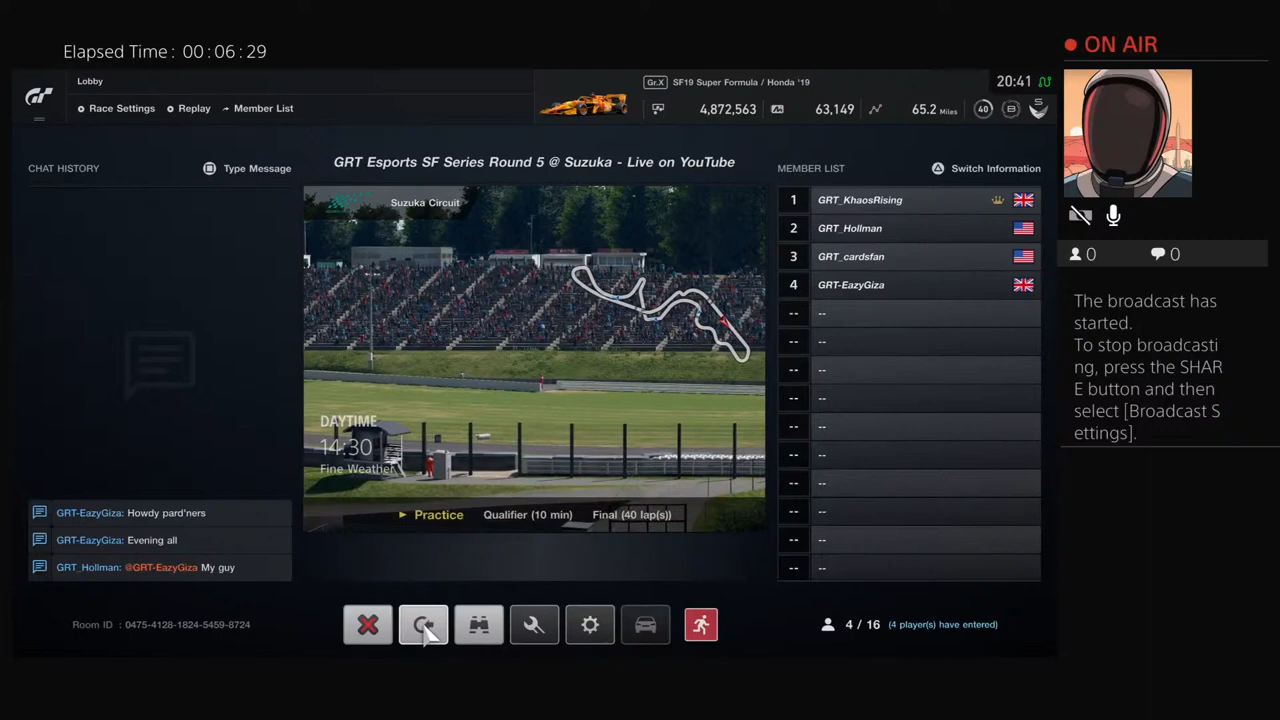 Elapsed Time : 00:06:29
ON AIR
Lobby
Race Settings
Replay
Member List
Gr.X SF19 Super Formula / Honda '19
20:41
4,872,563
63,149
65.2 Miles
40
B
S
CHAT HISTORY
Type Message
GRT Esports SF Series Round 5 @ Suzuka - Live on YouTube
MEMBER LIST
Switch Information
Suzuka Circuit
1 GRT_KhaosRising
2 GRT_Hollman
3 GRT_cardsfan
4 GRT-EazyGiza
-- --
-- --
-- --
-- --
-- --
-- --
-- --
-- --
-- --
-- --
0
0
The broadcast has
started.
To stop broadcasti
ng, press the SHAR
E button and then
select [Broadcast S
ettings].
DAYTIME
14:30
Fine Weather
Practice
Qualifier (10 min)
Final (40 lap(s))
GRT-EazyGiza: Howdy pard'ners
GRT-EazyGiza: Evening all
GRT_Hollman: @GRT-EazyGiza My guy
Room ID : 0475-4128-1824-5459-8724
4 / 16 (4 player(s) have entered)